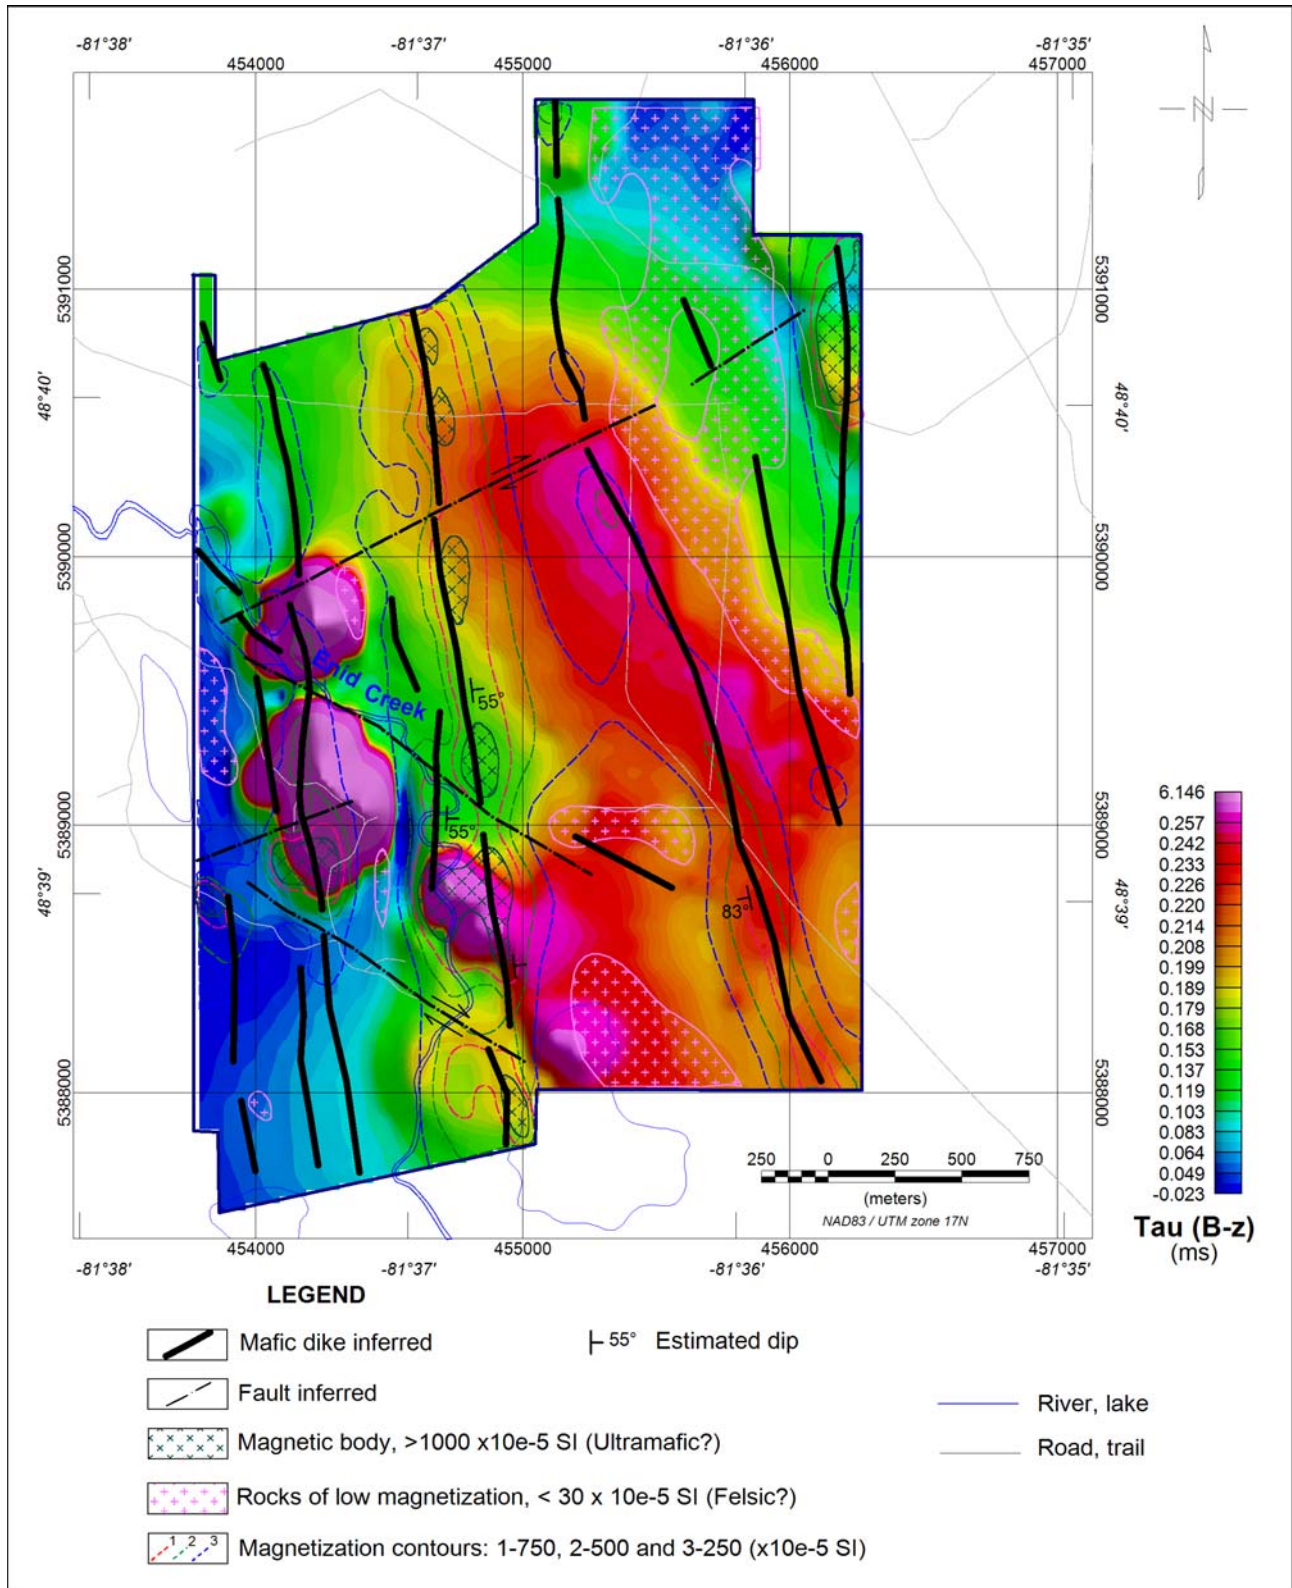 -81°38' -81°37' -81°36' -81°35'
454000 455000 456000 457000
N
5391000 5391000
48°40' 48°40'
5390000 5390000
Enid Creek
55°
55°
5389000 5389000
48°39' 83° 48°39'
5388000 5388000
6.146
0.257
0.242
0.233
0.226
0.220
0.214
0.208
0.199
0.189
0.179
0.168
0.153
0.137
0.119
0.103
0.083
0.064
0.049
-0.023
Tau (B-z)
(ms)
250 0 250 500 750
(meters)
NAD83 / UTM zone 17N
454000 455000 456000 457000
-81°38' -81°37' -81°36' -81°35'
LEGEND
Mafic dike inferred
55° Estimated dip
Fault inferred
River, lake
Magnetic body, >1000 x10e-5 SI (Ultramafic?)
Road, trail
Rocks of low magnetization, < 30 x 10e-5 SI (Felsic?)
1 2 3 Magnetization contours: 1-750, 2-500 and 3-250 (x10e-5 SI)